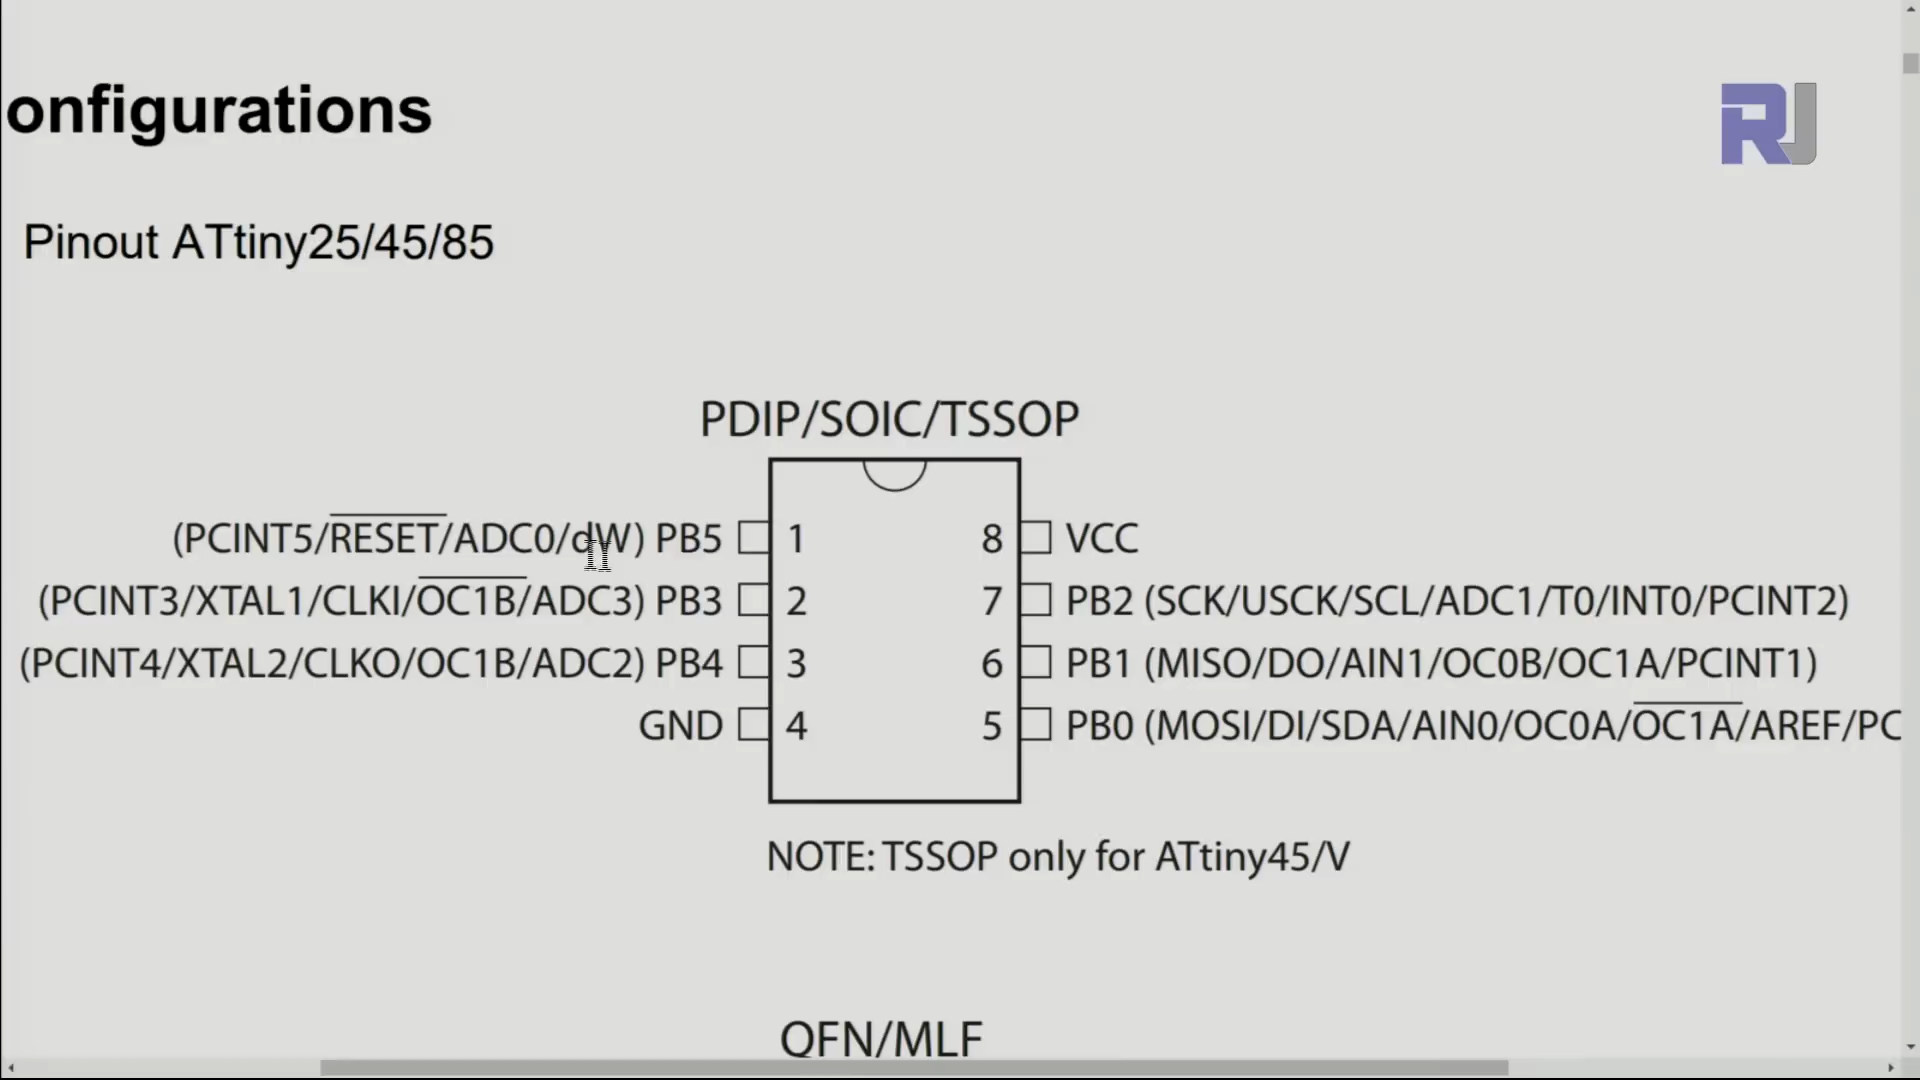 onfigurations
RJ
Pinout ATtiny25/45/85
PDIP/SOIC/TSSOP
(PCINT5/RESET/ADC0/dW) PB5 1 8 VCC
(PCINT3/XTAL1/CLKI/OC1B/ADC3) PB3 2 7 PB2 (SCK/USCK/SCL/ADC1/T0/INT0/PCINT2)
(PCINT4/XTAL2/CLKO/OC1B/ADC2) PB4 3 6 PB1 (MISO/DO/AIN1/OC0B/OC1A/PCINT1)
GND 4 5 PB0 (MOSI/DI/SDA/AIN0/OC0A/OC1A/AREF/PC
NOTE: TSSOP only for ATtiny45/V
QFN/MLF